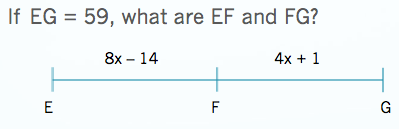 If EG = 59, what are EF and FG?
8x – 14 4x + 1
E F G